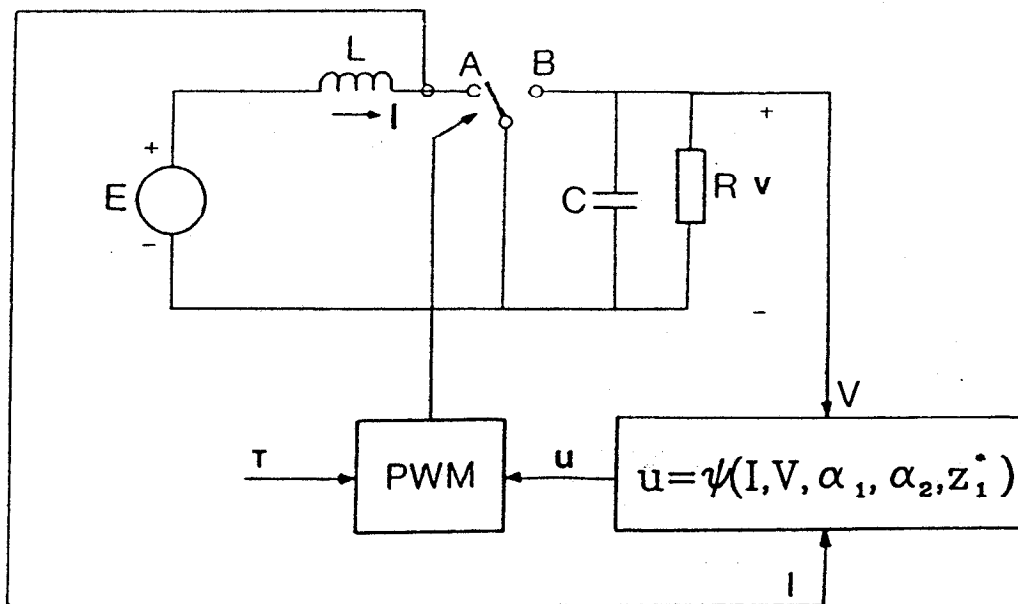 L
A
B
I
+
+
E
C
R
v
-
-
V
T
PWM
u
u=ψ(I,V,α₁,α₂,z₁*)
I